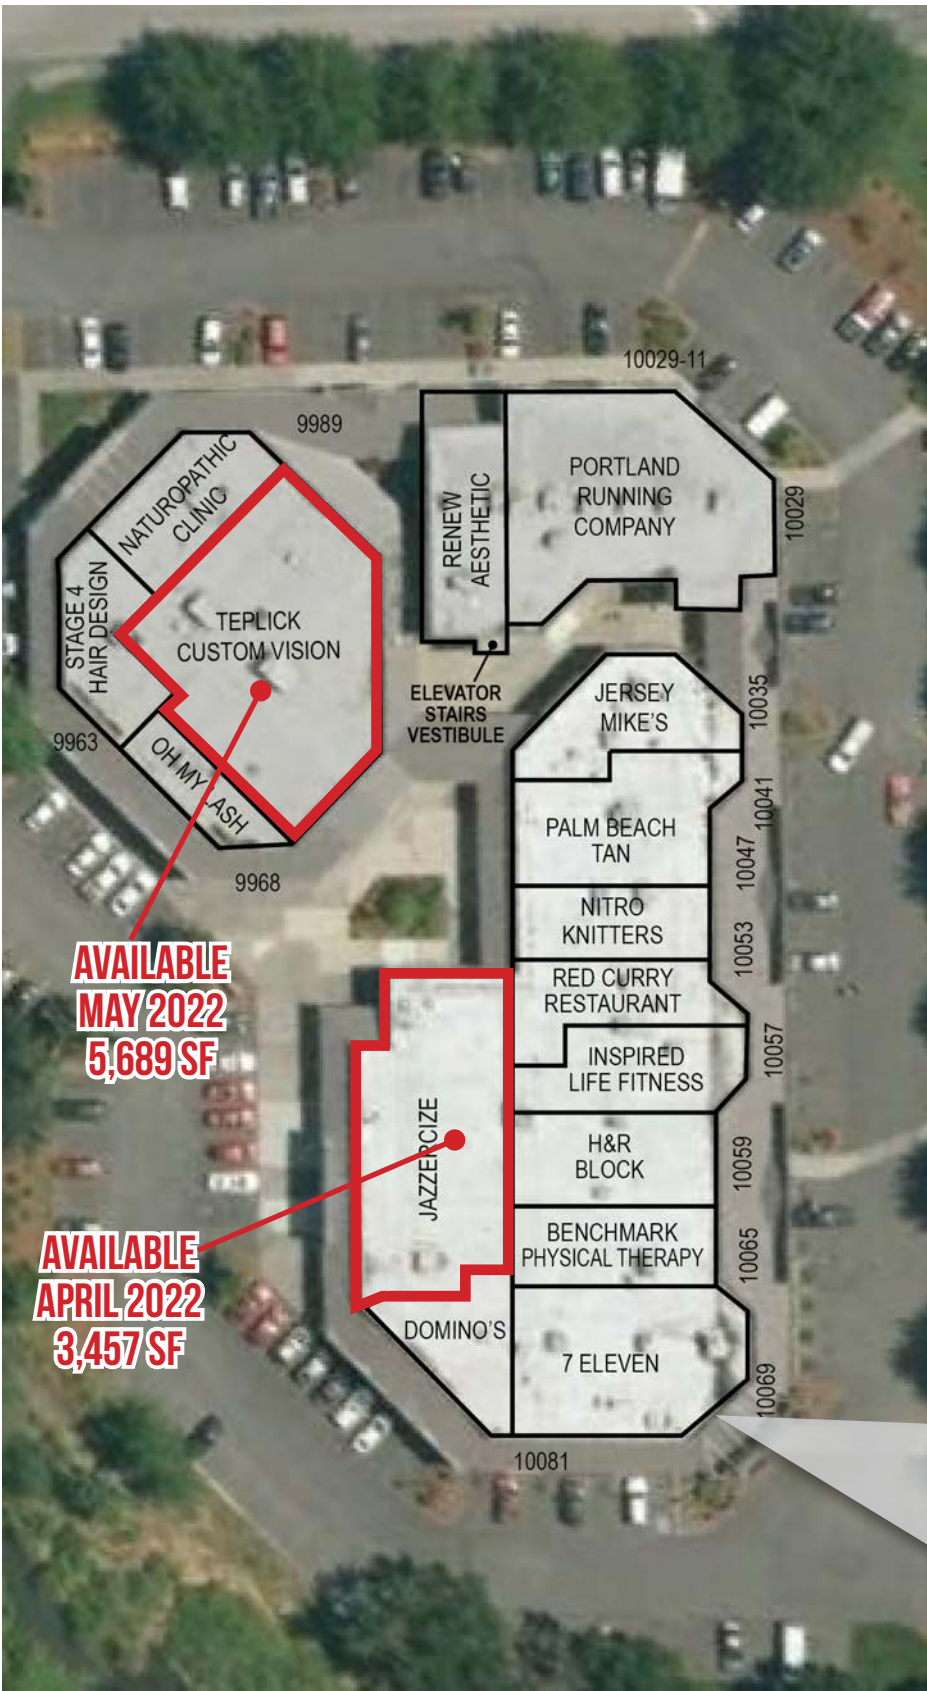 10029-11
9989
NATUROPATHIC
CLINIC
RENEW
AESTHETIC
PORTLAND
RUNNING
COMPANY
10029
STAGE 4
HAIR DESIGN
TEPLICK
CUSTOM VISION
ELEVATOR
STAIRS
VESTIBULE
JERSEY
MIKE'S
10035
9963
OH MY LASH
10041
PALM BEACH
TAN
10047
9968
NITRO
KNITTERS
10053
AVAILABLE
MAY 2022
5,689 SF
RED CURRY
RESTAURANT
INSPIRED
LIFE FITNESS
10057
JAZZERCIZE
H&R
BLOCK
10059
BENCHMARK
PHYSICAL THERAPY
10065
AVAILABLE
APRIL 2022
3,457 SF
DOMINO'S
7 ELEVEN
10069
10081